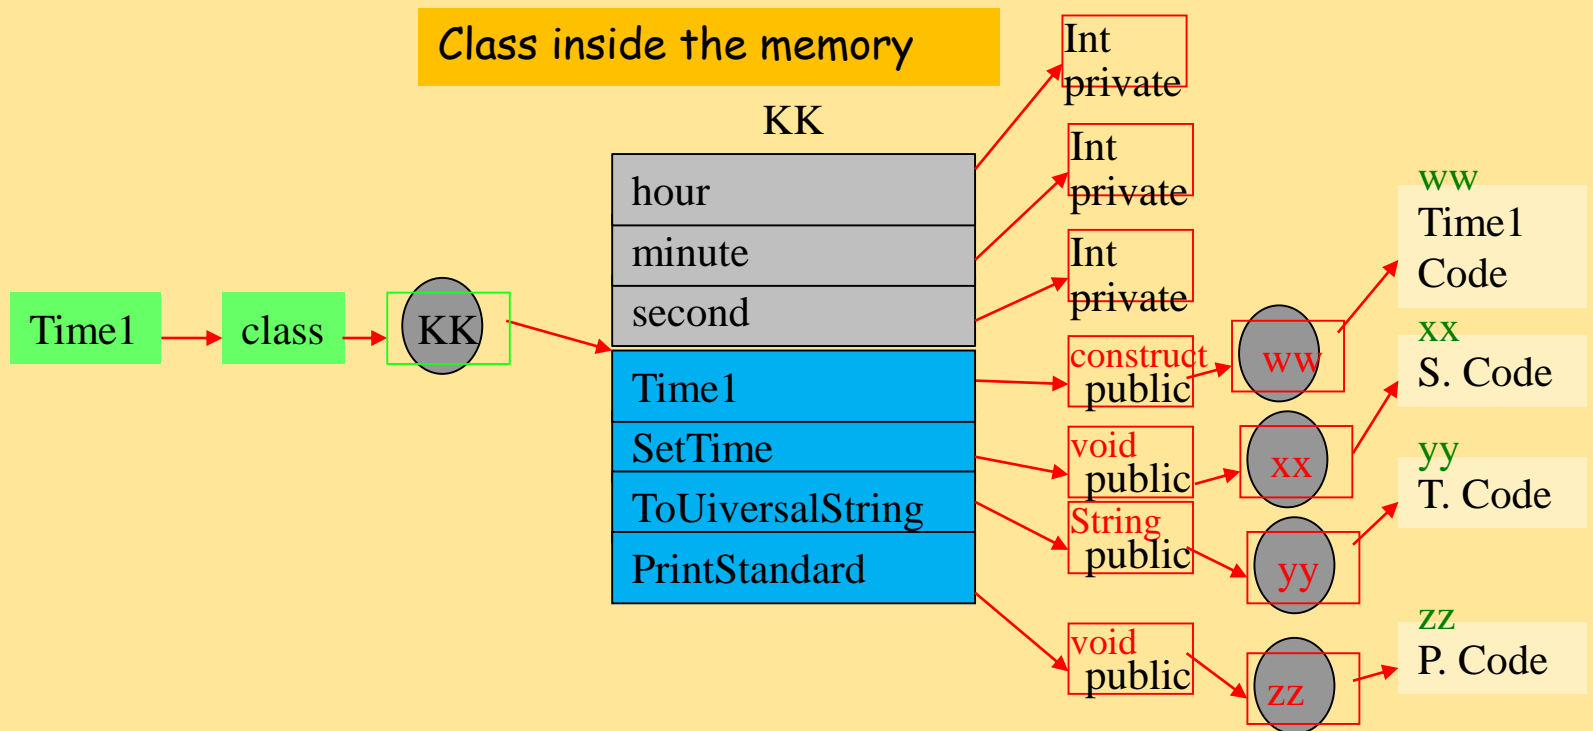 Class inside the memory
KK
Time1
class
KK
hour
minute
second
Time1
SetTime
ToUiversalString
PrintStandard
Int
private
Int
private
Int
private
construct
public
void
public
String
public
void
public
ww
xx
yy
zz
ww
Time1
Code
xx
S. Code
yy
T. Code
zz
P. Code